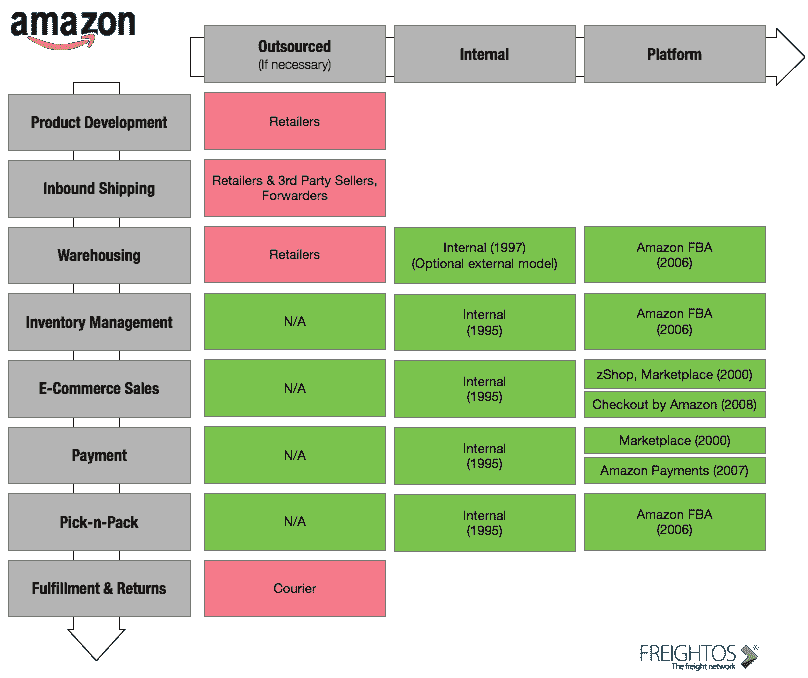 amazon
Outsourced
(If necessary)
Internal
Platform
Product Development
Retailers
Inbound Shipping
Retailers & 3rd Party Sellers,
Forwarders
Warehousing
Retailers
Internal (1997)
(Optional external model)
Amazon FBA
(2006)
Inventory Management
N/A
Internal
(1995)
Amazon FBA
(2006)
E-Commerce Sales
N/A
Internal
(1995)
zShop, Marketplace (2000)
Checkout by Amazon (2008)
Payment
N/A
Internal
(1995)
Marketplace (2000)
Amazon Payments (2007)
Pick-n-Pack
N/A
Internal
(1995)
Amazon FBA
(2006)
Fulfillment & Returns
Courier
FREIGHTOS
The freight network